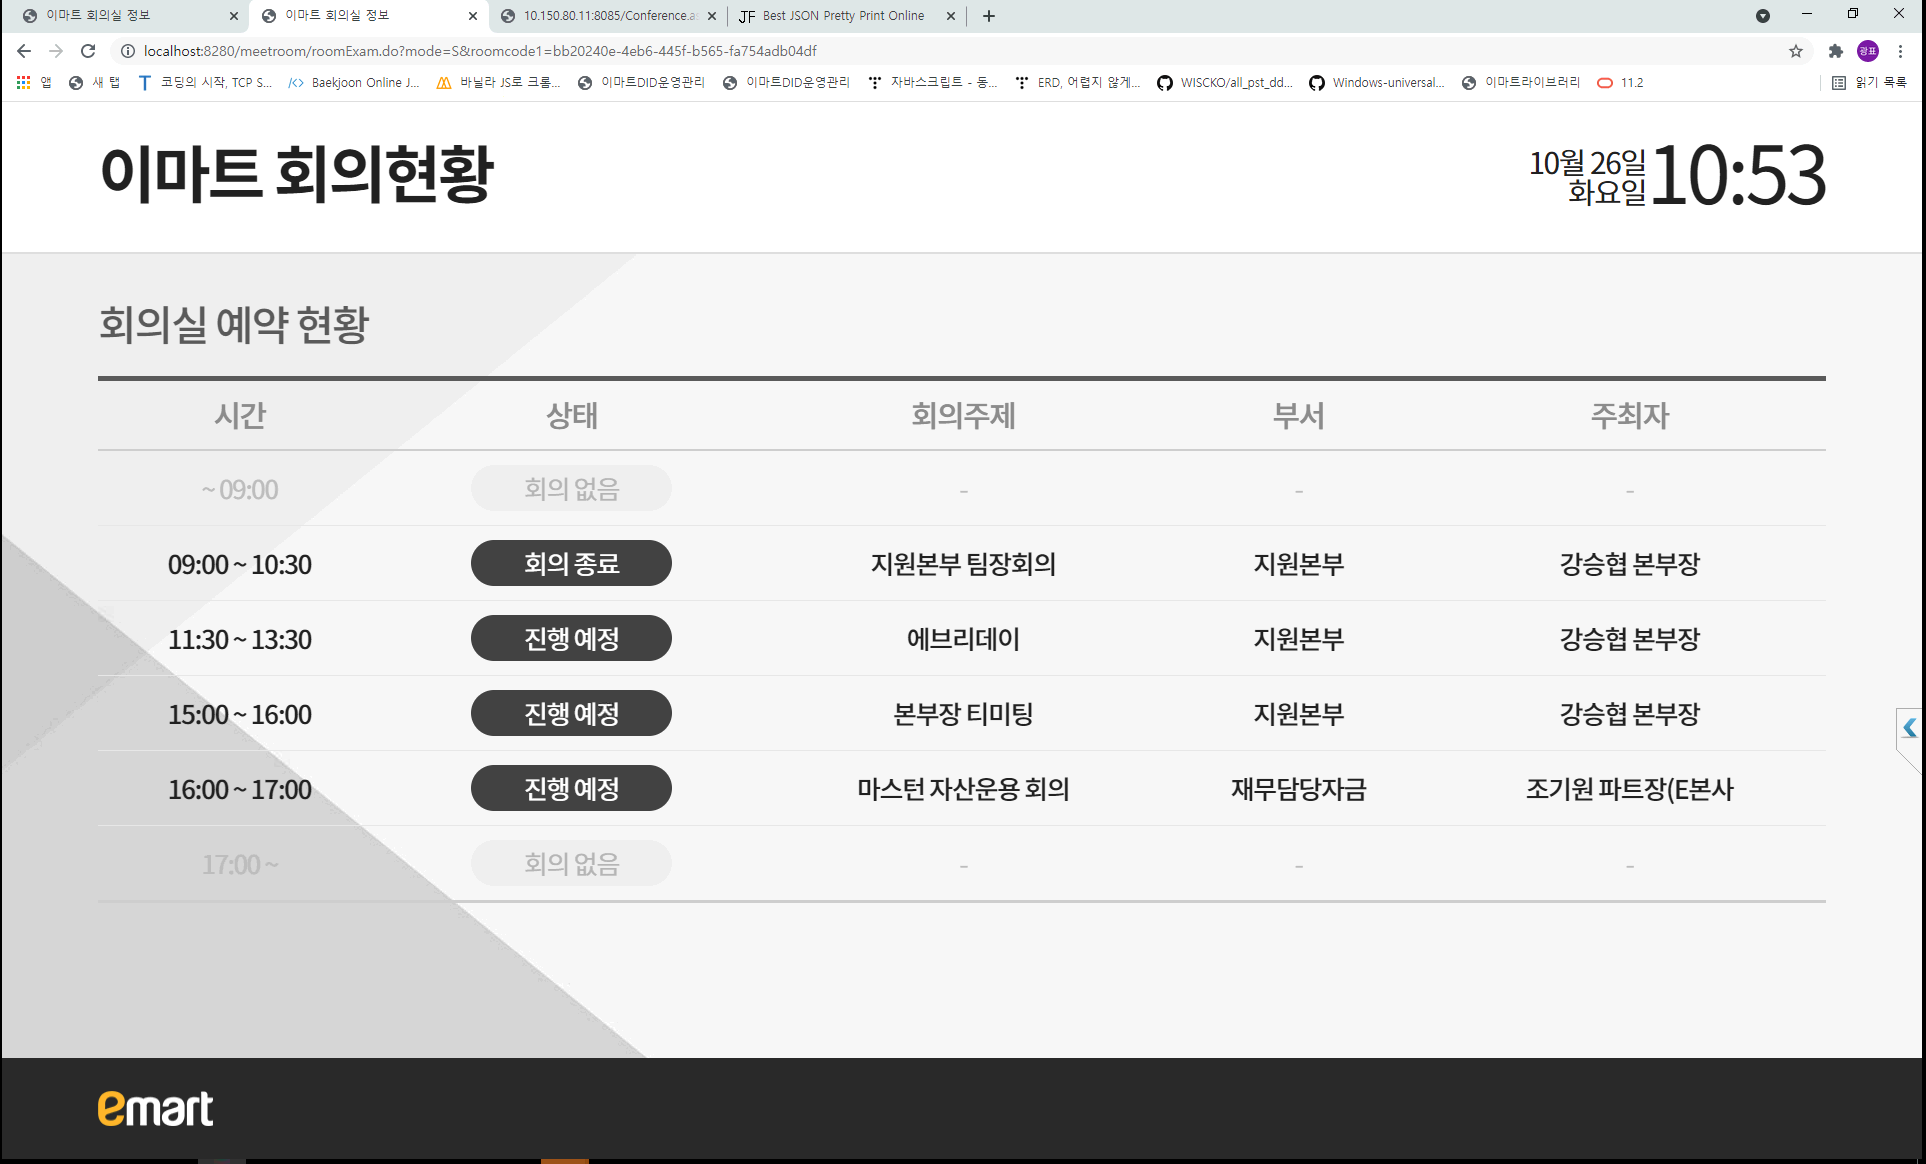 이마트 회의실 정보
이마트 회의실 정보
10.150.80.11:8085/Conference.as
JF Best JSON Pretty Print Online
localhost:8280/meetroom/roomExam.do?mode=S&roomcode1=bb20240e-4eb6-445f-b565-fa754adb04df
광표
앱 새 탭 코딩의 시작, TCP S... Baekjoon Online J... 바닐라 JS로 크롬... 이마트DID운영관리 이마트DID운영관리 자바스크립트 - 동... ERD, 어렵지 않게... WISCKO/all_pst_dd... Windows-universal... 이마트라이브러리 11.2 읽기 목록
이마트 회의현황
10월 26일
화요일
10:53
회의실 예약 현황
시간 상태 회의주제 부서 주최자
~ 09:00 회의 없음 - - -
09:00 ~ 10:30 회의 종료 지원본부 팀장회의 지원본부 강승협 본부장
11:30 ~ 13:30 진행 예정 에브리데이 지원본부 강승협 본부장
15:00 ~ 16:00 진행 예정 본부장 티미팅 지원본부 강승협 본부장
16:00 ~ 17:00 진행 예정 마스턴 자산운용 회의 재무담당자금 조기원 파트장(E본사
17:00 ~ 회의 없음 - - -
emart